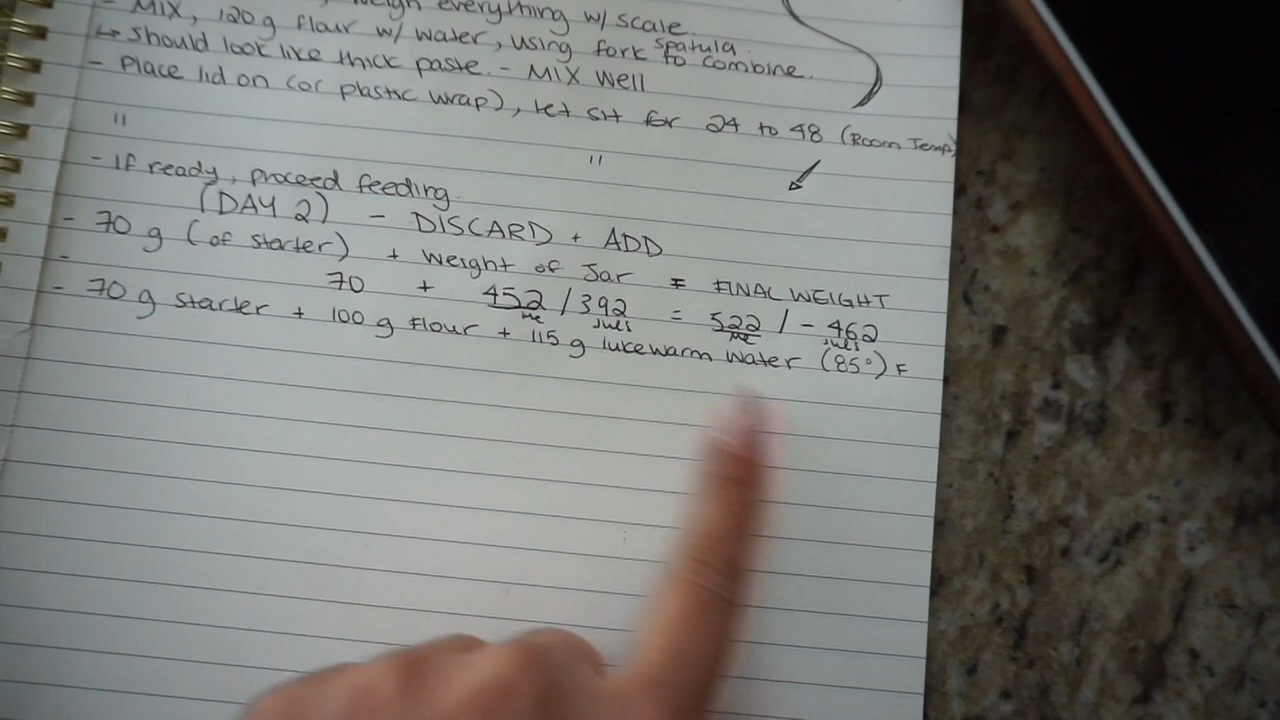 - MIX, 120g flour w/ water, using fork spatula to combine.
weigh everything w/ scale.
↳ should look like thick paste. - MIX well
- Place lid on (or plastic wrap), let sit for 24 to 48 (Room Temp)
" "
- If ready, proceed feeding.
(DAY 2) - DISCARD + ADD
- 70 g (of starter) + weight of Jar = FINAL WEIGHT
-
70 + 452 / 392 = 522 / - 462
me Jules me Jules
- 70 g starter + 100 g flour + 115 g lukewarm water (85°) F